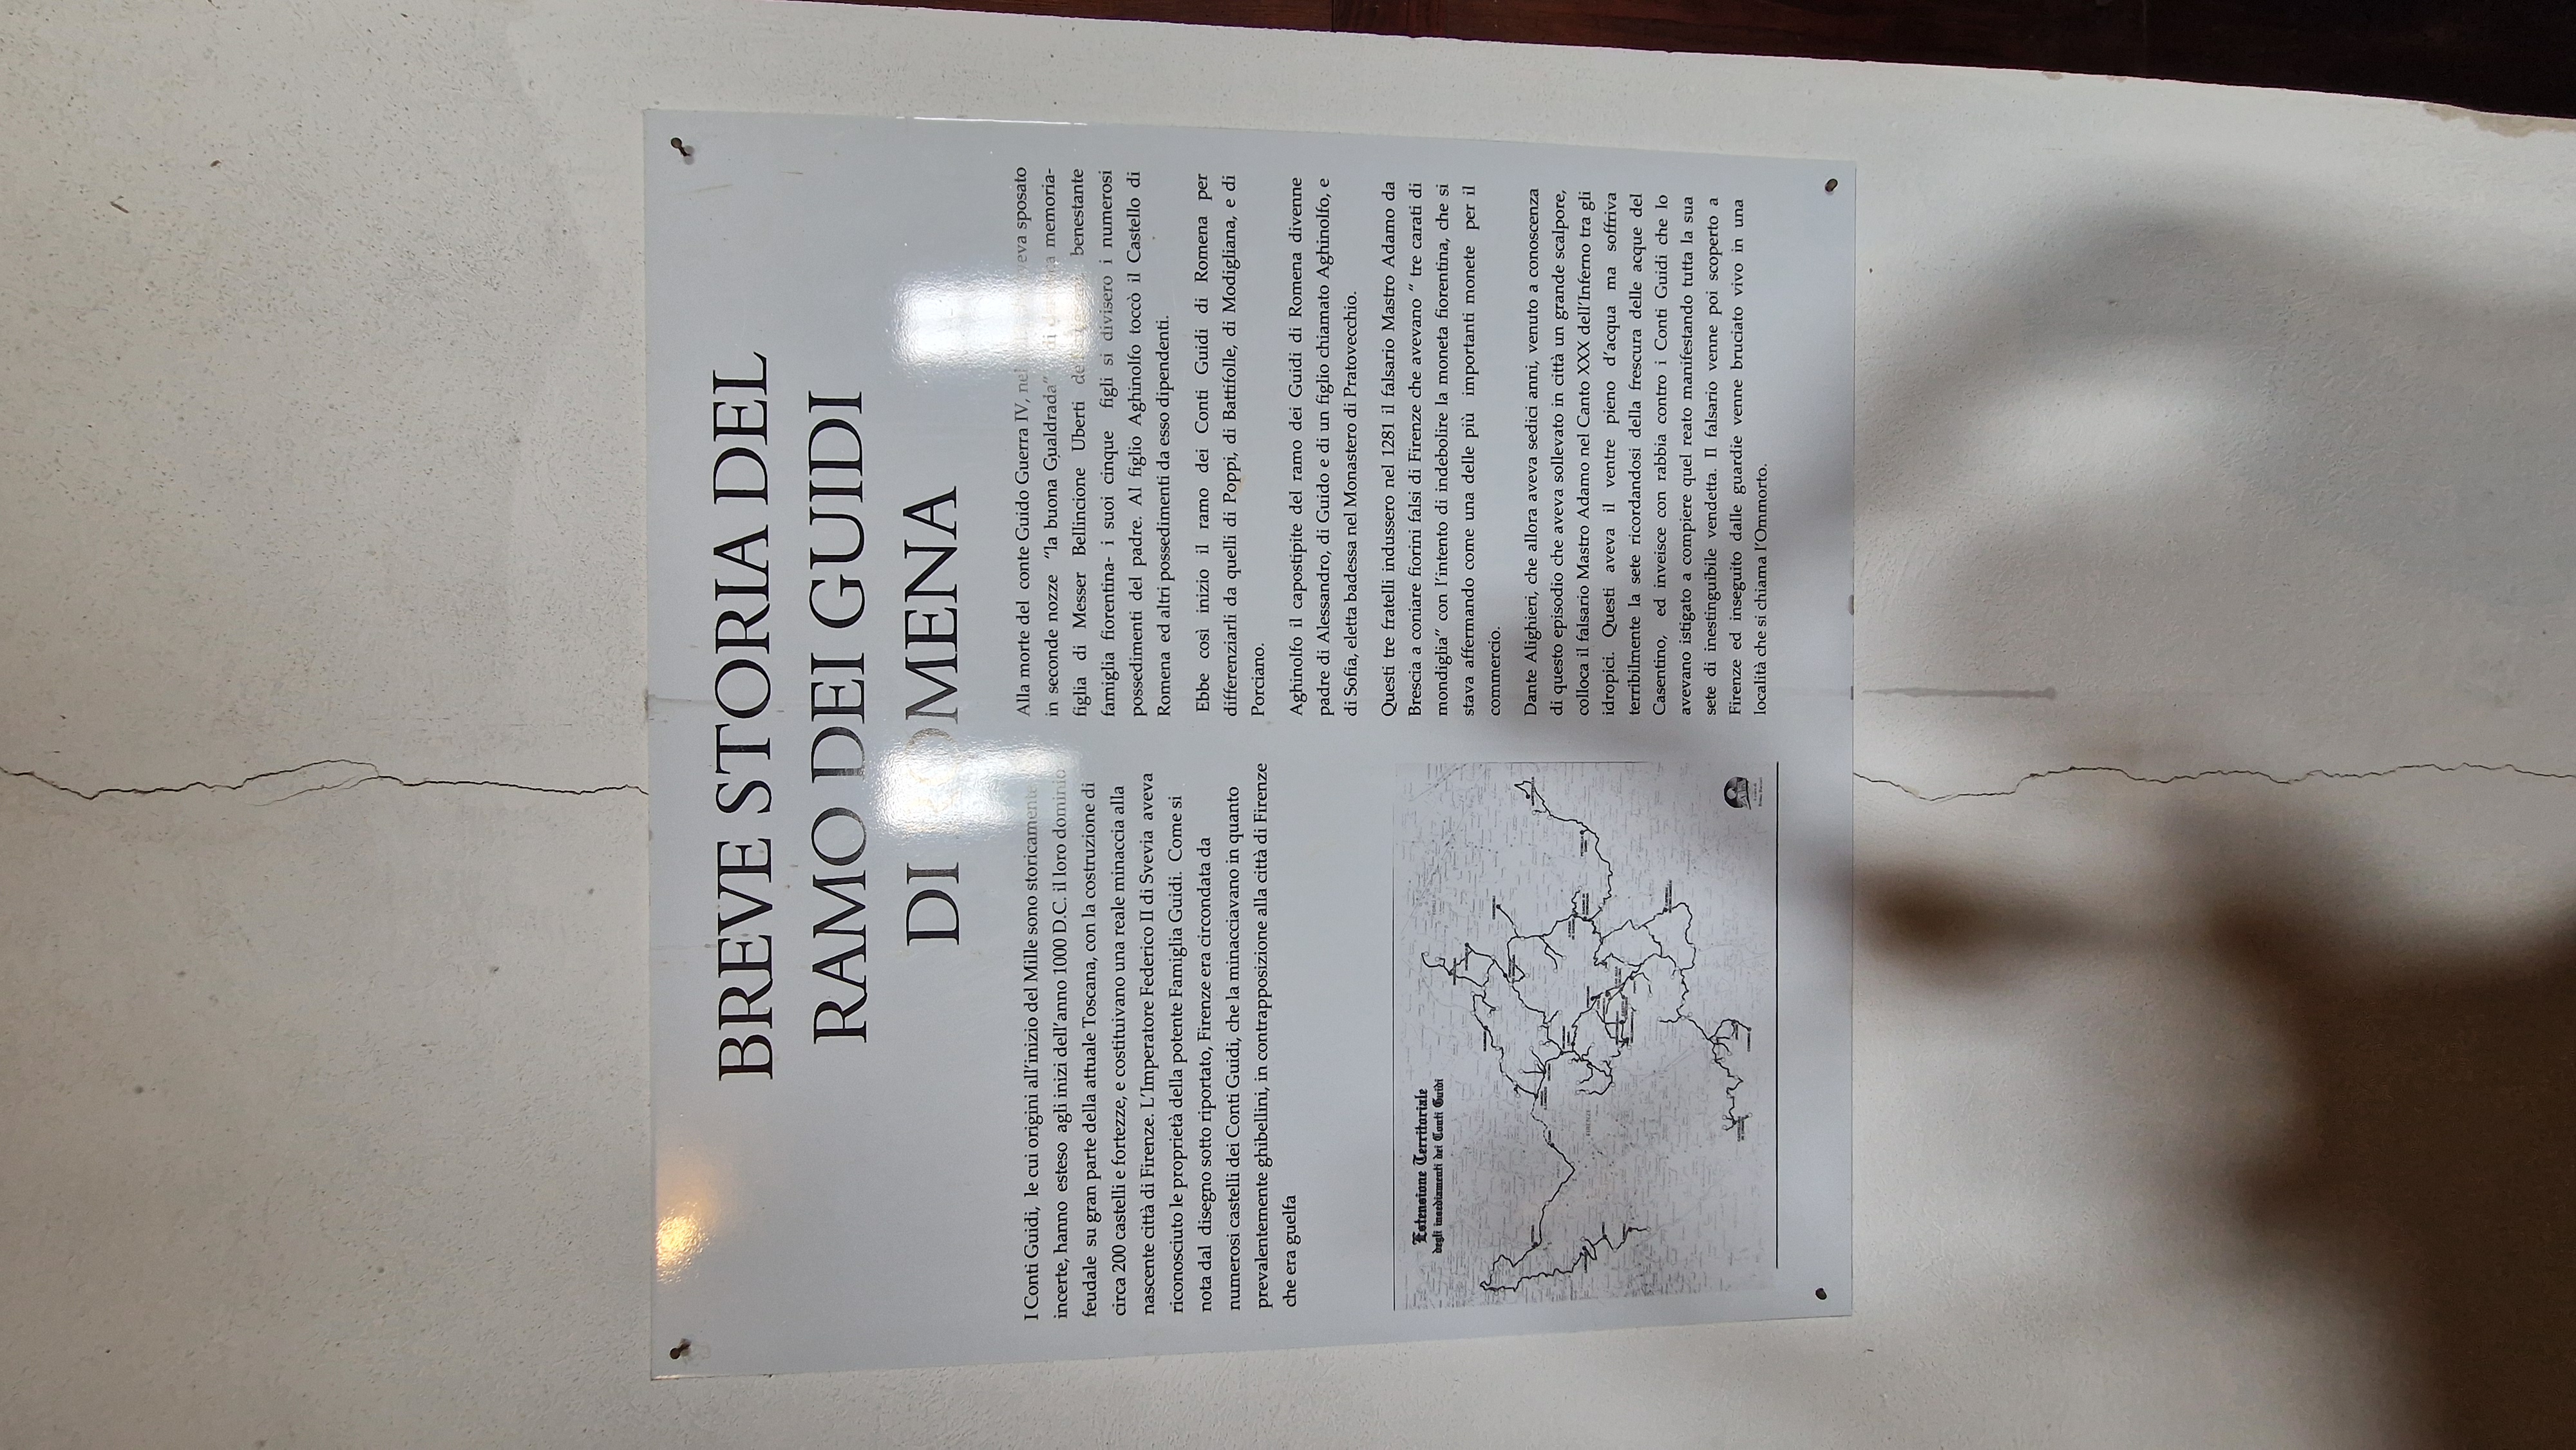 BREVE STORIA DEL
RAMO DEI GUIDI
DI ROMENA
I Conti Guidi, le cui origini all'inizio del Mille sono storicamente
incerte, hanno esteso agli inizi dell'anno 1000 D.C. il loro dominio
feudale su gran parte della attuale Toscana, con la costruzione di
circa 200 castelli e fortezze, e costituivano una reale minaccia alla
nascente città di Firenze. L'Imperatore Federico II di Svevia aveva
riconosciuto le proprietà della potente Famiglia Guidi. Come si
nota dal disegno sotto riportato, Firenze era circondata da
numerosi castelli dei Conti Guidi, che la minacciavano in quanto
prevalentemente ghibellini, in contrapposizione alla città di Firenze
che era guelfa
Estensione Territoriale
degli insediamenti dei Conti Guidi
FIRENZE
Alla morte del conte Guido Guerra IV, aveva sposato
in seconde nozze "la buona Gualdrada" di memoria-
figlia di Messer Bellincione Uberti benestante
famiglia fiorentina- i suoi cinque figli si divisero i numerosi
possedimenti del padre. Al figlio Aghinolfo toccò il Castello di
Romena ed altri possedimenti da esso dipendenti.
Ebbe così inizio il ramo dei Conti Guidi di Romena per
differenziarli da quelli di Poppi, di Battifolle, di Modigliana, e di
Porciano.
Aghinolfo il capostipite del ramo dei Guidi di Romena divenne
padre di Alessandro, di Guido e di un figlio chiamato Aghinolfo, e
di Sofia, eletta badessa nel Monastero di Pratovecchio.
Questi tre fratelli indussero nel 1281 il falsario Mastro Adamo da
Brescia a coniare fiorini falsi di Firenze che avevano " tre carati di
mondiglia" con l'intento di indebolire la moneta fiorentina, che si
stava affermando come una delle più importanti monete per il
commercio.
Dante Alighieri, che allora aveva sedici anni, venuto a conoscenza
di questo episodio che aveva sollevato in città un grande scalpore,
colloca il falsario Mastro Adamo nel Canto XXX dell'Inferno tra gli
idropici. Questi aveva il ventre pieno d'acqua ma soffriva
terribilmente la sete ricordandosi della frescura delle acque del
Casentino, ed inveisce con rabbia contro i Conti Guidi che lo
avevano istigato a compiere quel reato manifestando tutta la sua
sete di inestinguibile vendetta. Il falsario venne poi scoperto a
Firenze ed inseguito dalle guardie venne bruciato vivo in una
località che si chiama l'Ommorto.